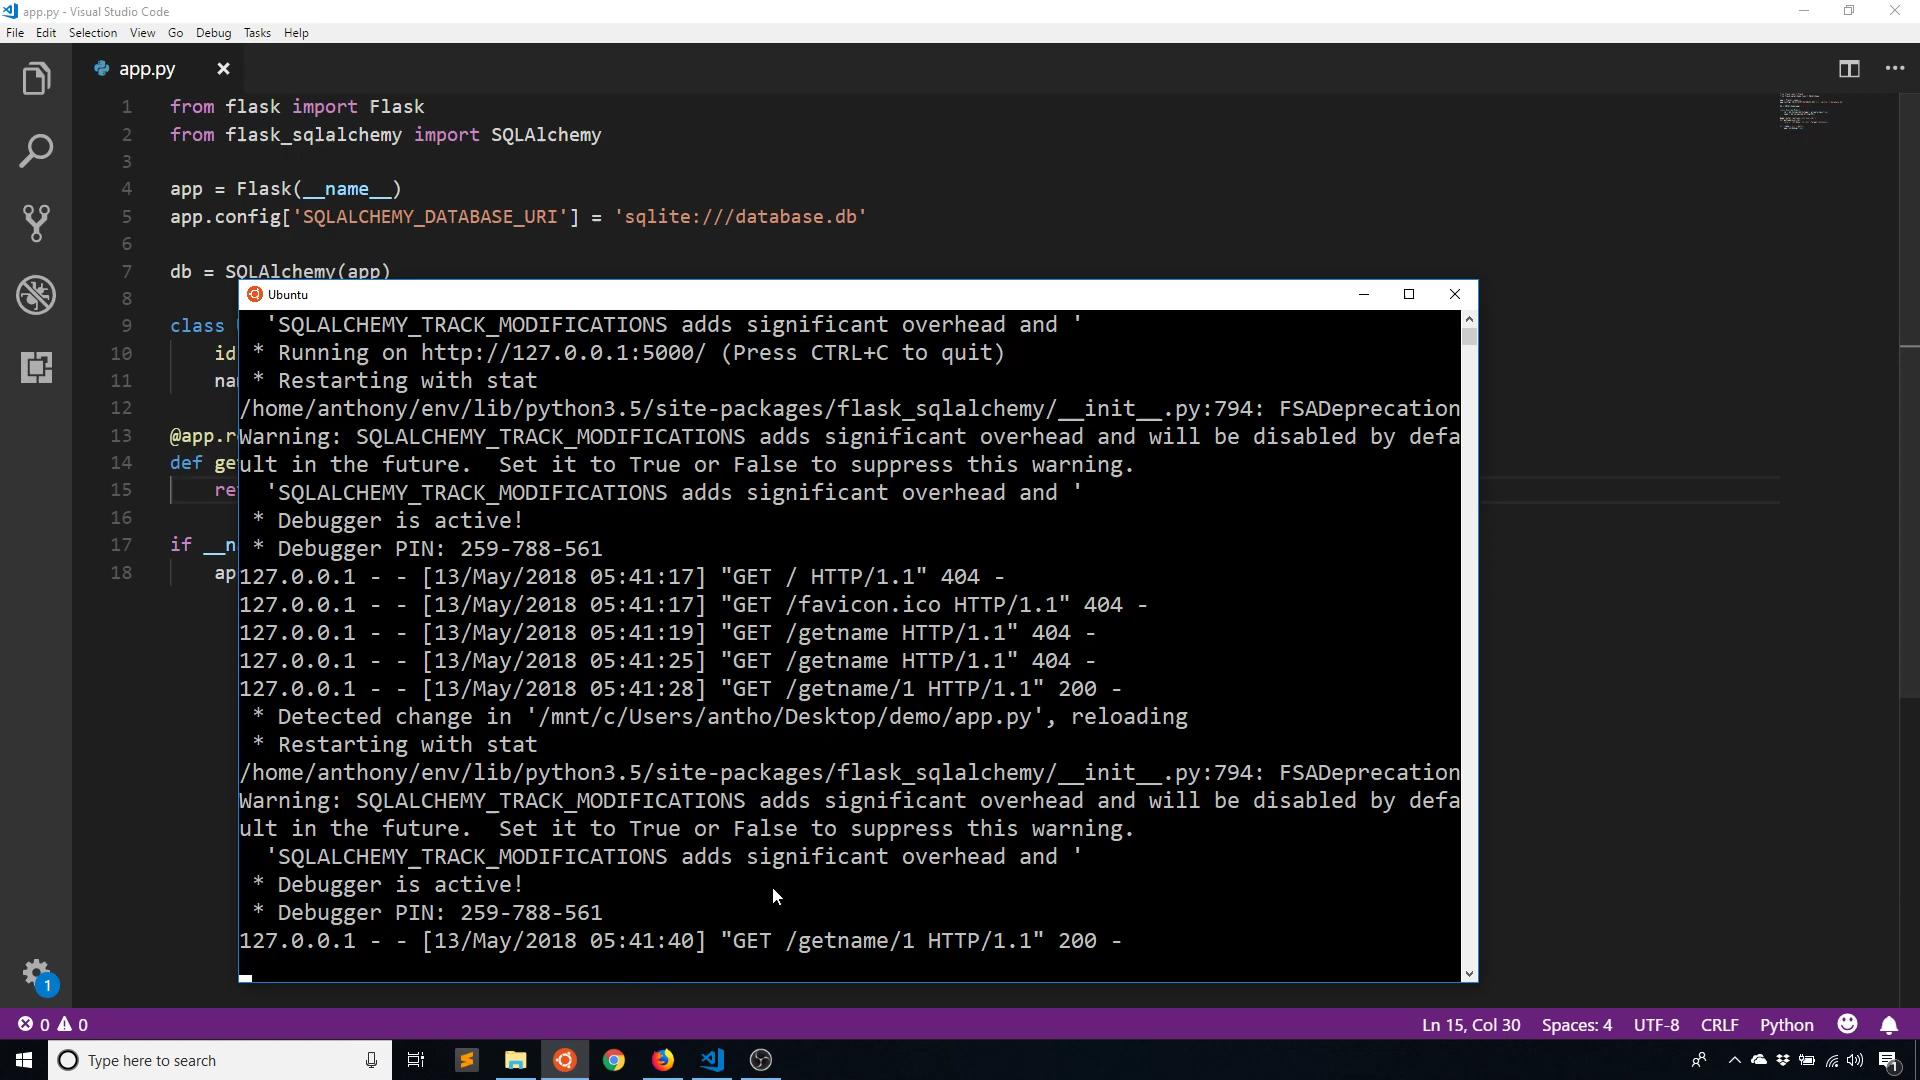 app.py - Visual Studio Code
File Edit Selection View Go Debug Tasks Help
app.py
1 from flask import Flask
2 from flask_sqlalchemy import SQLAlchemy
3
4 app = Flask(__name__)
5 app.config['SQLALCHEMY_DATABASE_URI'] = 'sqlite:///database.db'
6
7 db = SQLAlchemy(app)
8
9 class
10 id
11 na
12
13 @app.r
14 def ge
15 re
16
17 if __n
18 ap
Ubuntu
'SQLALCHEMY_TRACK_MODIFICATIONS adds significant overhead and '
* Running on http://127.0.0.1:5000/ (Press CTRL+C to quit)
* Restarting with stat
/home/anthony/env/lib/python3.5/site-packages/flask_sqlalchemy/__init__.py:794: FSADeprecation
Warning: SQLALCHEMY_TRACK_MODIFICATIONS adds significant overhead and will be disabled by defa
ult in the future.  Set it to True or False to suppress this warning.
'SQLALCHEMY_TRACK_MODIFICATIONS adds significant overhead and '
* Debugger is active!
* Debugger PIN: 259-788-561
127.0.0.1 - - [13/May/2018 05:41:17] "GET / HTTP/1.1" 404 -
127.0.0.1 - - [13/May/2018 05:41:17] "GET /favicon.ico HTTP/1.1" 404 -
127.0.0.1 - - [13/May/2018 05:41:19] "GET /getname HTTP/1.1" 404 -
127.0.0.1 - - [13/May/2018 05:41:25] "GET /getname HTTP/1.1" 404 -
127.0.0.1 - - [13/May/2018 05:41:28] "GET /getname/1 HTTP/1.1" 200 -
* Detected change in '/mnt/c/Users/antho/Desktop/demo/app.py', reloading
* Restarting with stat
/home/anthony/env/lib/python3.5/site-packages/flask_sqlalchemy/__init__.py:794: FSADeprecation
Warning: SQLALCHEMY_TRACK_MODIFICATIONS adds significant overhead and will be disabled by defa
ult in the future.  Set it to True or False to suppress this warning.
'SQLALCHEMY_TRACK_MODIFICATIONS adds significant overhead and '
* Debugger is active!
* Debugger PIN: 259-788-561
127.0.0.1 - - [13/May/2018 05:41:40] "GET /getname/1 HTTP/1.1" 200 -
1
0 0 Ln 15, Col 30 Spaces: 4 UTF-8 CRLF Python
Type here to search
1